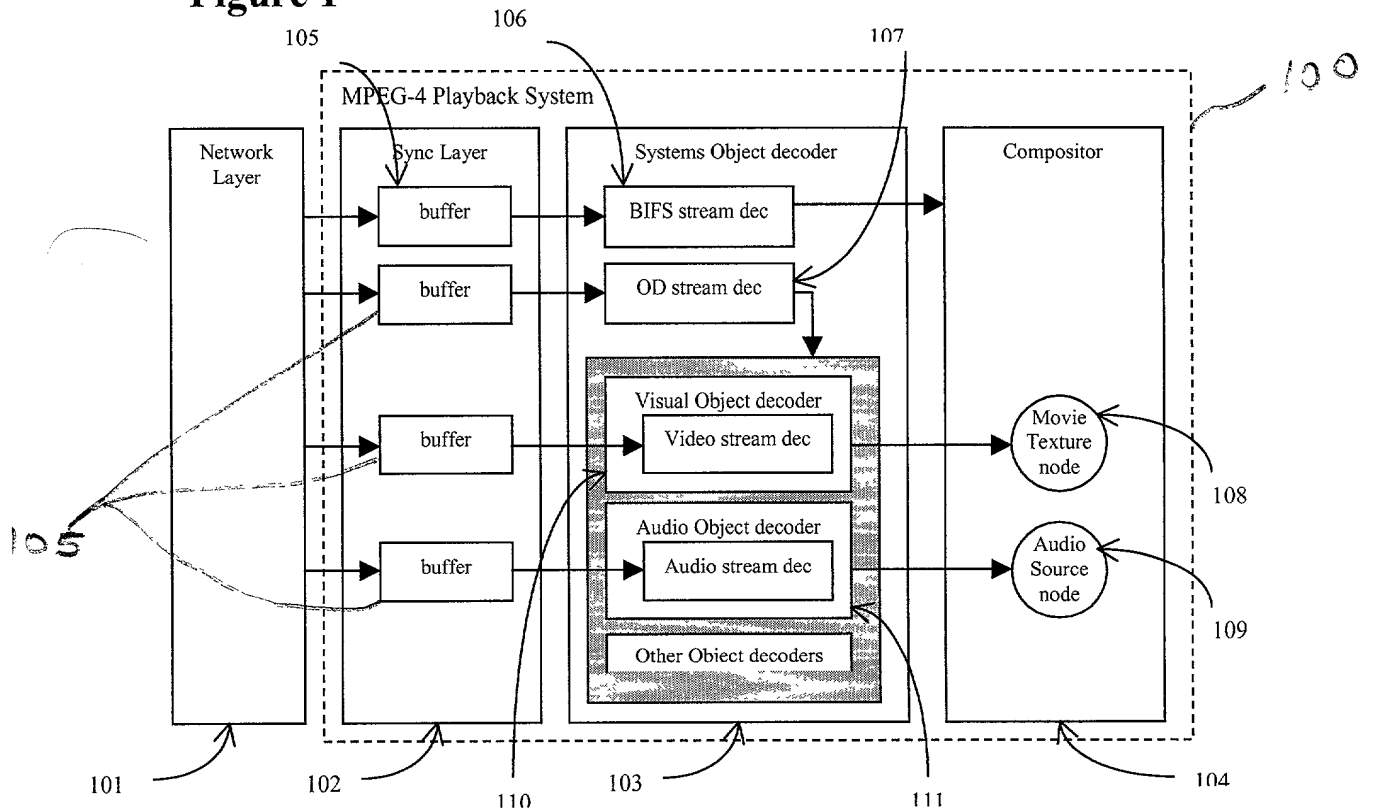 Figure 1
105
106
107
100
MPEG-4 Playback System
Network
Layer
Sync Layer
Systems Object decoder
Compositor
buffer
BIFS stream dec
buffer
OD stream dec
Visual Object decoder
buffer
Video stream dec
Movie
Texture
node
108
105
Audio Object decoder
buffer
Audio stream dec
Audio
Source
node
109
Other Object decoders
101
102
110
103
111
104